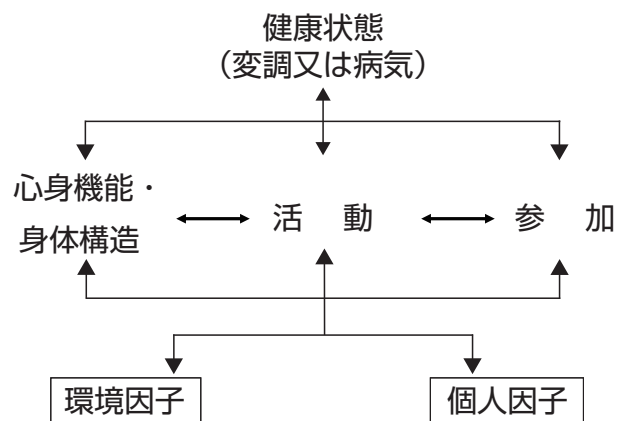 健康状態
（変調又は病気）
心身機能・
身体構造
活　動
参　加
環境因子
個人因子